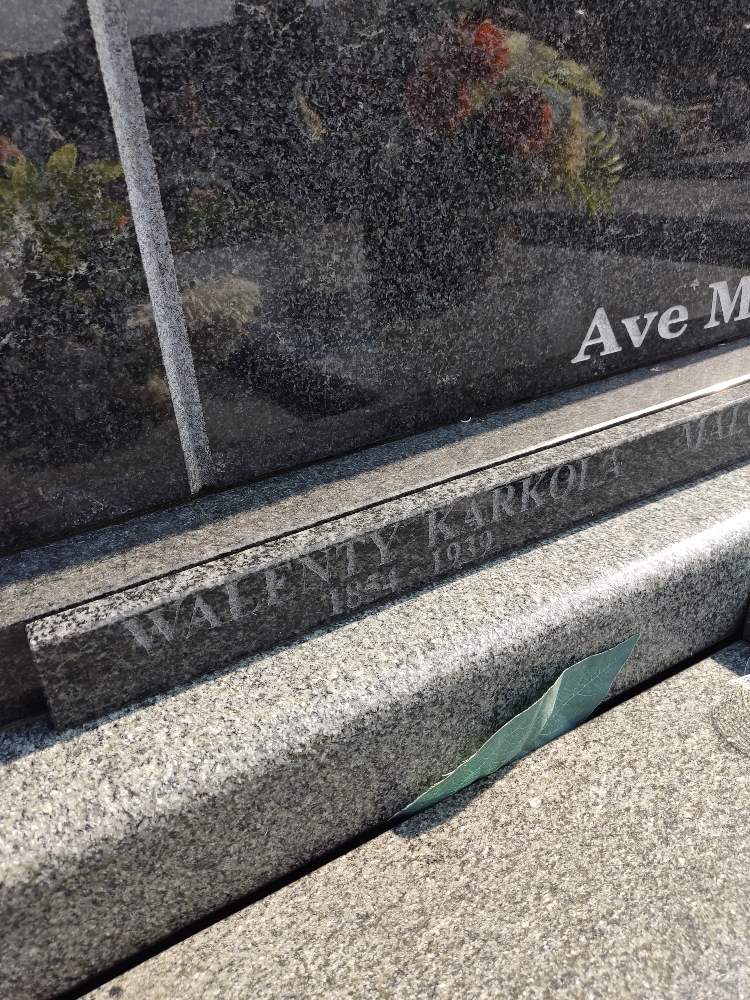 Ave M
WALENTY KARKOLA
1854 - 1939